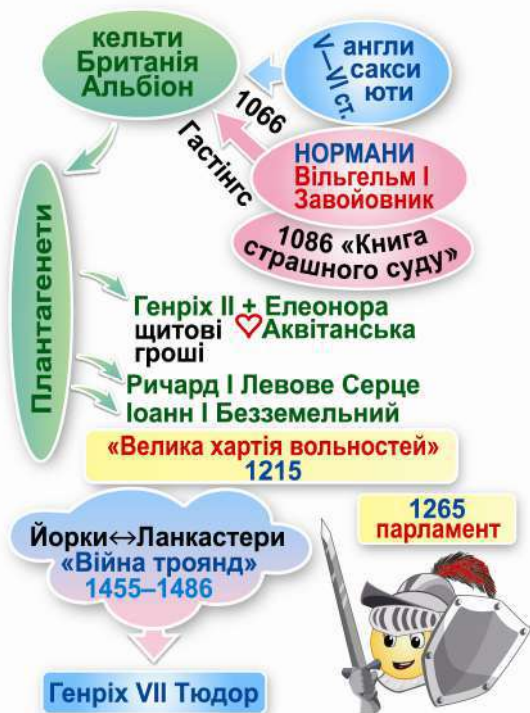 кельти
Британія
Альбіон
V—VI ст.
англи
сакси
юти
1066
Гастінгс
НОРМАНИ
Вільгельм І
Завойовник
1086 «Книга
страшного суду»
Плантагенети
Генріх ІІ + Елеонора
щитові Аквітанська
гроші
Ричард І Левове Серце
Іоанн І Безземельний
«Велика хартія вольностей»
1215
1265
парламент
Йорки↔Ланкастери
«Війна троянд»
1455–1486
Генріх VII Тюдор